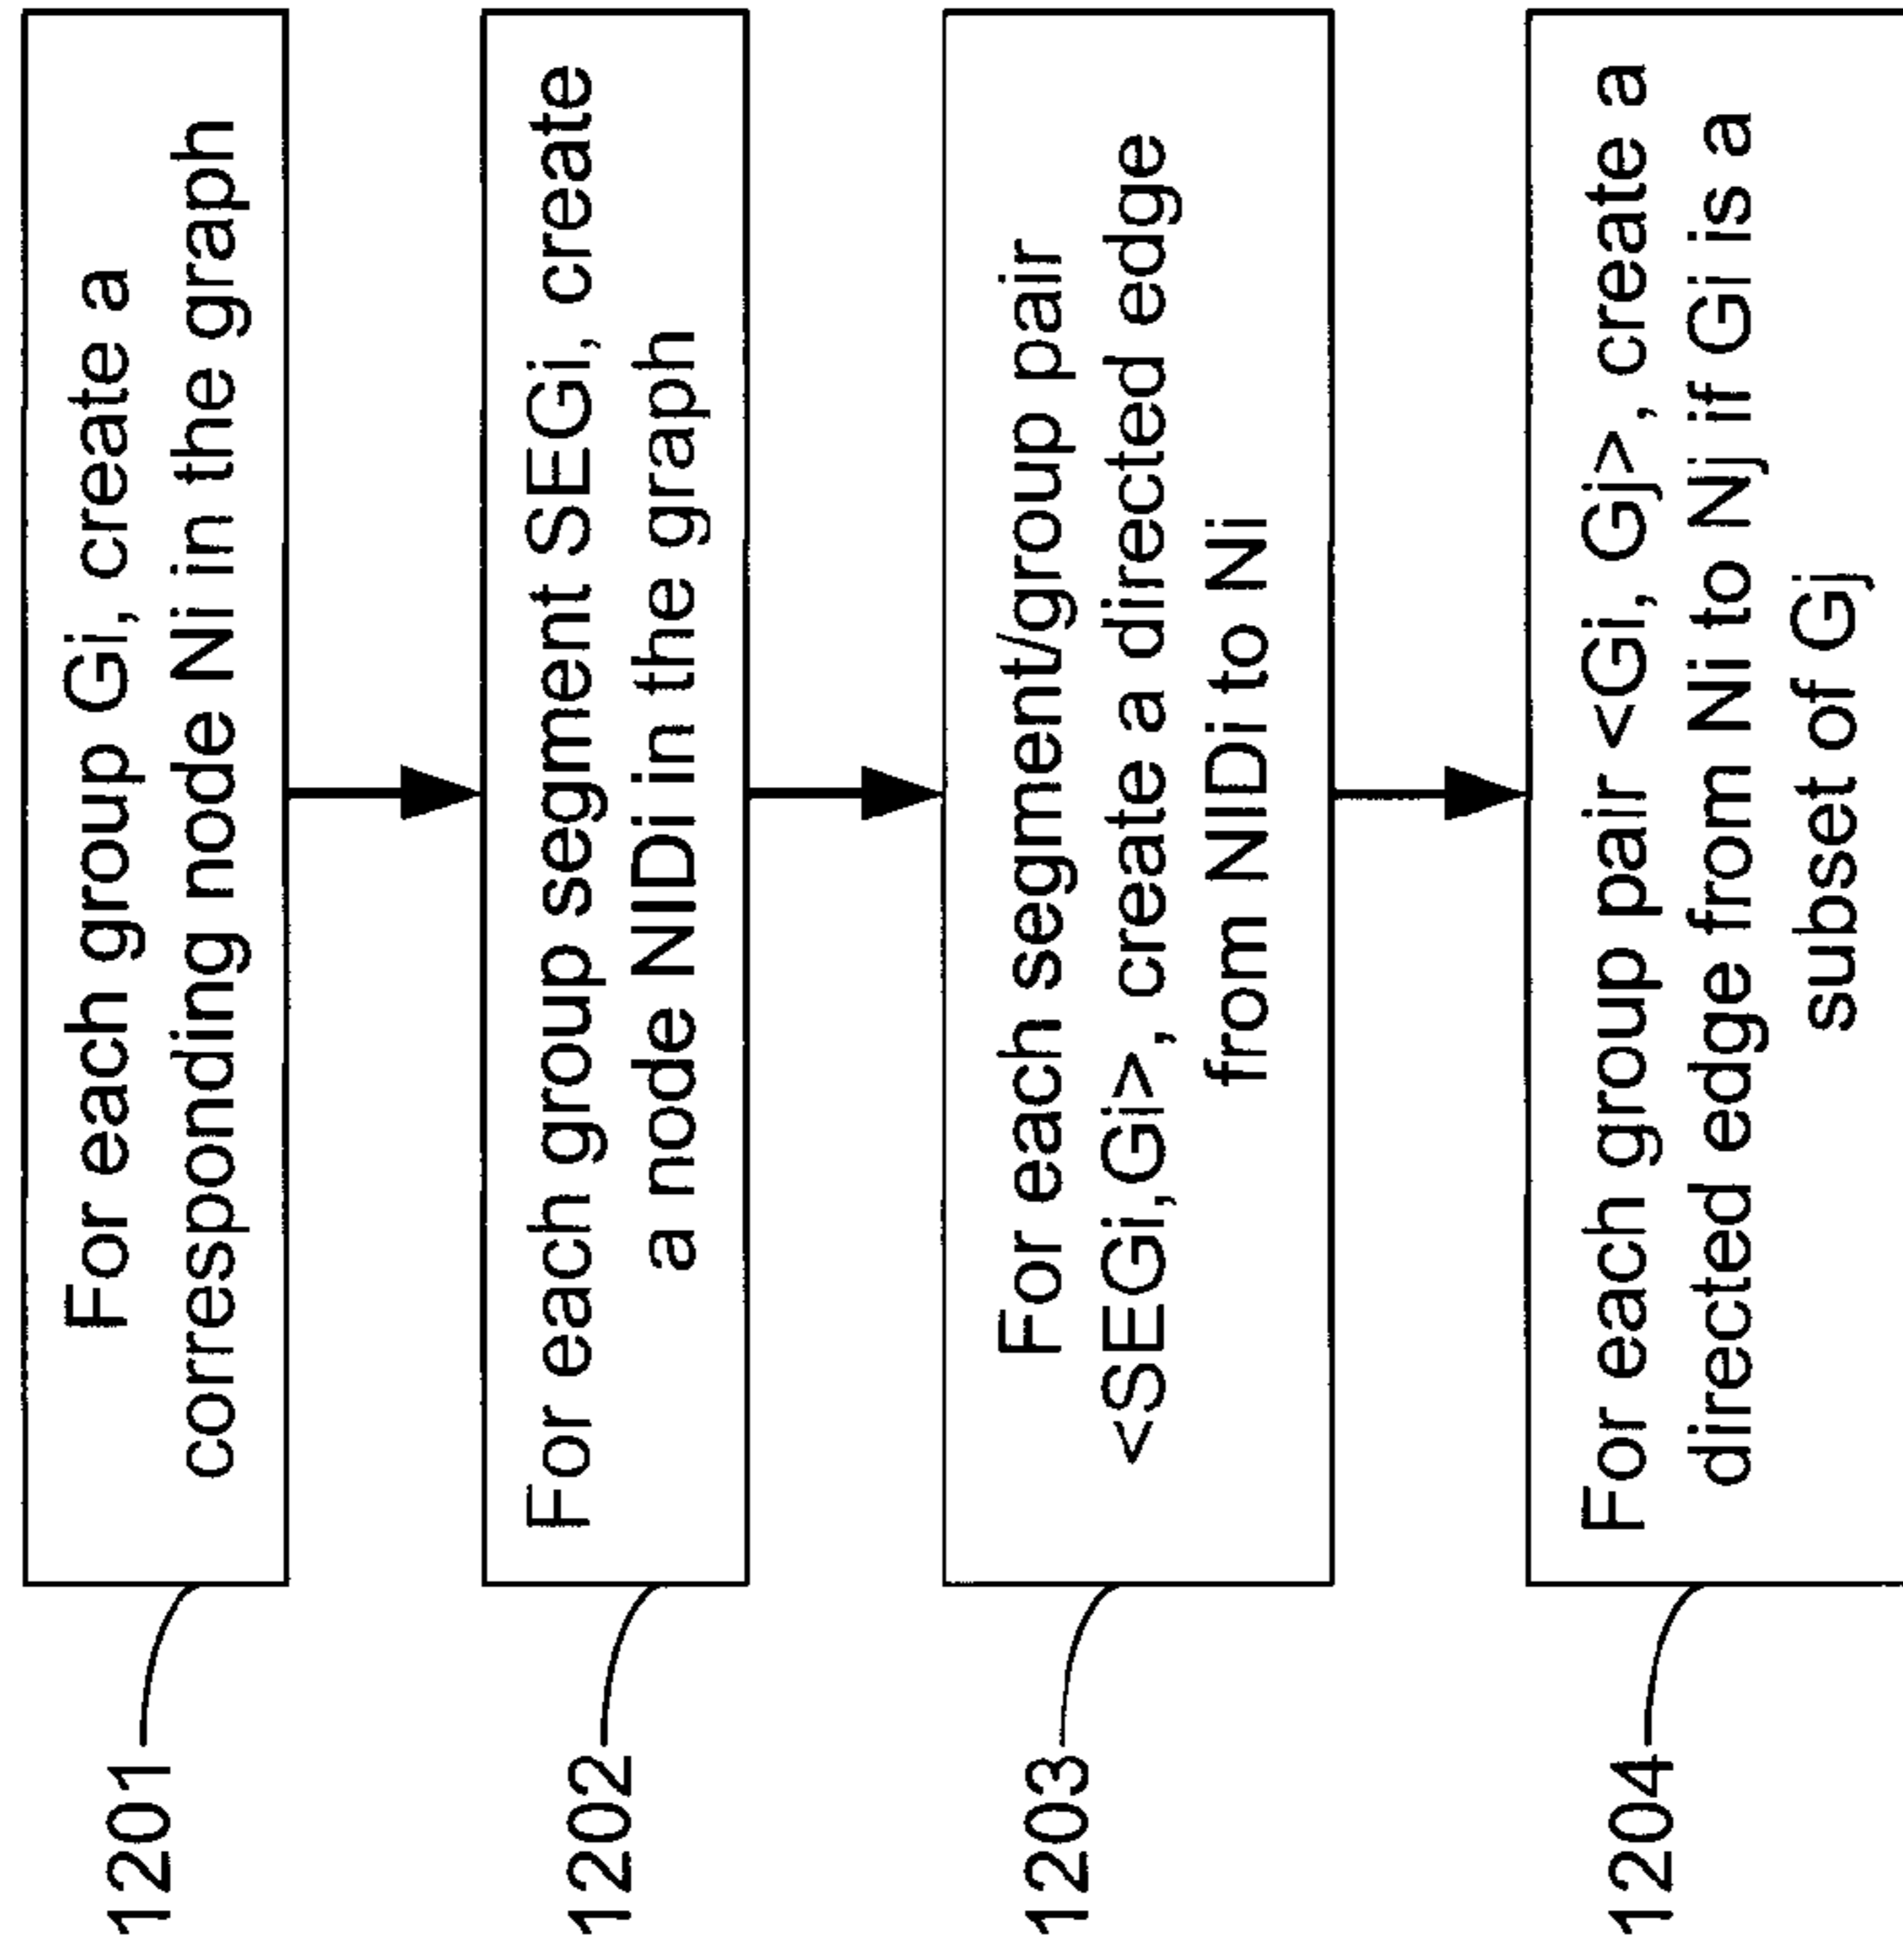 1201
For each group Gi, create a
corresponding node Ni in the graph
1202
For each group segment SEGi, create
a node NIDi in the graph
1203
For each segment/group pair
<SEGi,Gi>, create a directed edge
from NIDi to Ni
1204
For each group pair <Gi, Gj>, create a
directed edge from Ni to Nj if Gi is a
subset of Gj